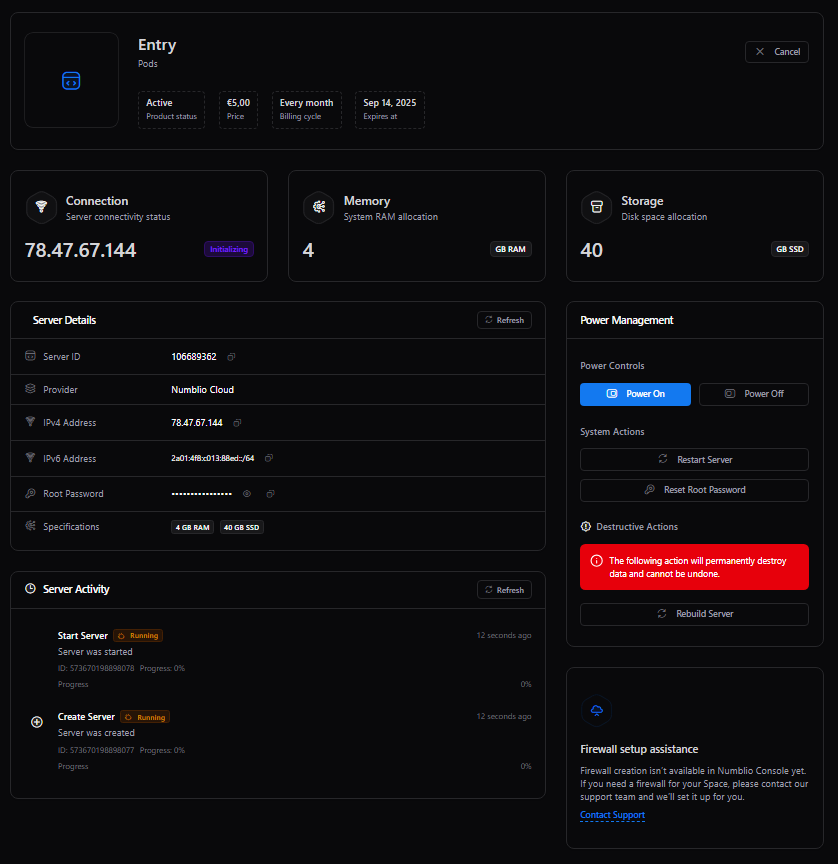 Entry
Pods
Cancel
Active
Product status
€5,00
Price
Every month
Billing cycle
Sep 14, 2025
Expires at
Connection
Server connectivity status
78.47.67.144
Initializing
Memory
System RAM allocation
4
GB RAM
Storage
Disk space allocation
40
GB SSD
Server Details
Refresh
Server ID
106689362
Provider
Numblio Cloud
IPv4 Address
78.47.67.144
IPv6 Address
2a01:4f8:c013:88ed::/64
Root Password
•••••••••••••••
Specifications
4 GB RAM
40 GB SSD
Server Activity
Refresh
Start Server
Running
12 seconds ago
Server was started
ID: 573670198898078 Progress: 0%
Progress
0%
Create Server
Running
12 seconds ago
Server was created
ID: 573670198898077 Progress: 0%
Progress
0%
Power Management
Power Controls
Power On
Power Off
System Actions
Restart Server
Reset Root Password
Destructive Actions
The following action will permanently destroy
data and cannot be undone.
Rebuild Server
Firewall setup assistance
Firewall creation isn't available in Numblio Console yet.
If you need a firewall for your Space, please contact our
support team and we'll set it up for you.
Contact Support